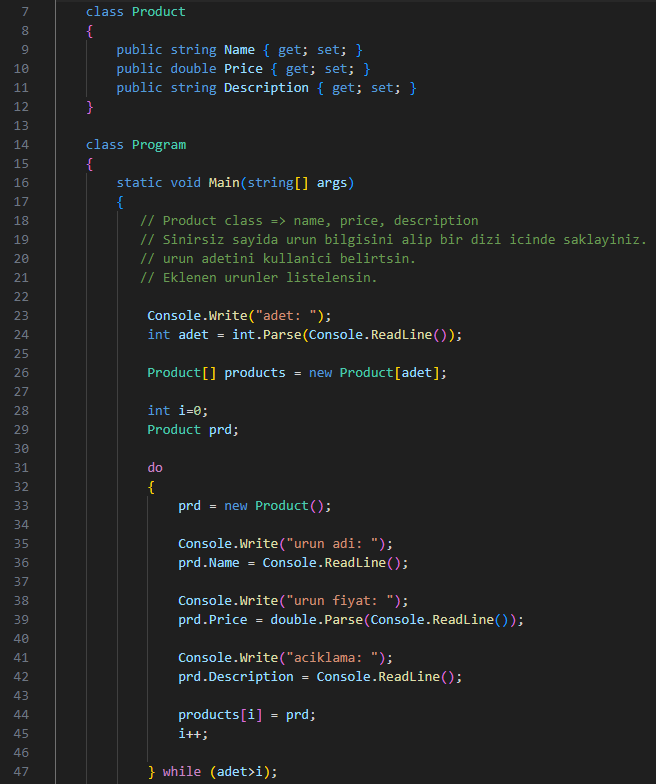 7 class Product
8 {
9 public string Name { get; set; }
10 public double Price { get; set; }
11 public string Description { get; set; }
12 }
13
14 class Program
15 {
16 static void Main(string[] args)
17 {
18 // Product class => name, price, description
19 // Sinirsiz sayida urun bilgisini alip bir dizi icinde saklayiniz.
20 // urun adetini kullanici belirtsin.
21 // Eklenen urunler listelensin.
22
23 Console.Write("adet: ");
24 int adet = int.Parse(Console.ReadLine());
25
26 Product[] products = new Product[adet];
27
28 int i=0;
29 Product prd;
30
31 do
32 {
33 prd = new Product();
34
35 Console.Write("urun adi: ");
36 prd.Name = Console.ReadLine();
37
38 Console.Write("urun fiyat: ");
39 prd.Price = double.Parse(Console.ReadLine());
40
41 Console.Write("aciklama: ");
42 prd.Description = Console.ReadLine();
43
44 products[i] = prd;
45 i++;
46
47 } while (adet>i);